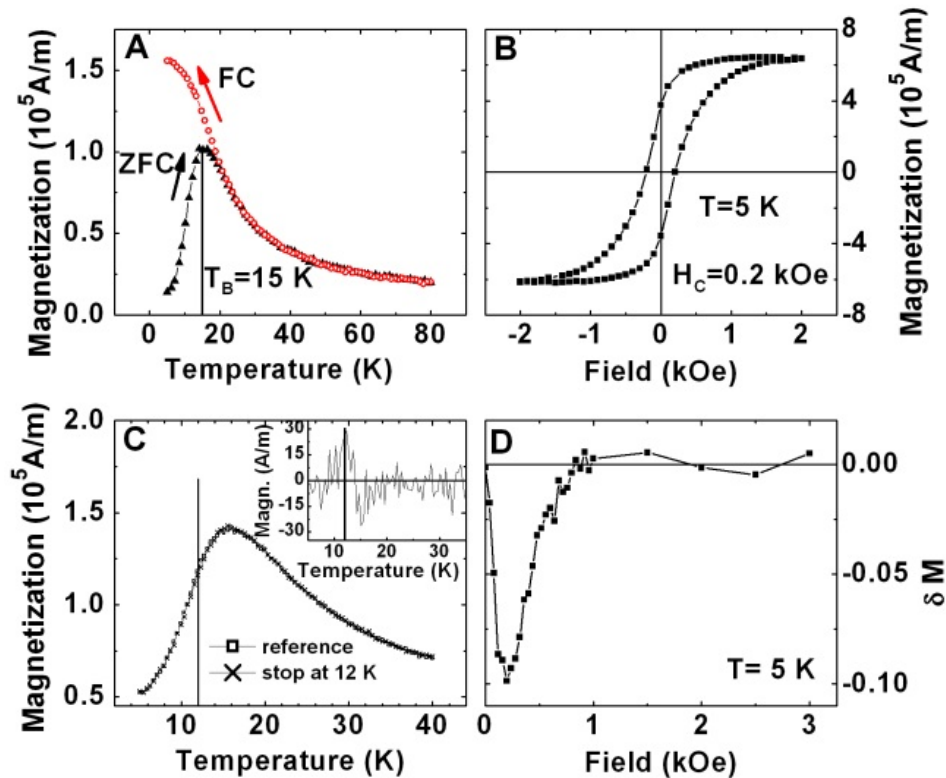 A
FC
ZFC
T_B=15 K
Magnetization (10^5 A/m)
1.5
1.0
0.5
0.0
0 20 40 60 80
Temperature (K)
B
T=5 K
H_C=0.2 kOe
Magnetization (10^5 A/m)
8
4
0
-4
-8
-2 -1 0 1 2
Field (kOe)
C
Magnetization (10^5 A/m)
2.0
1.5
1.0
0.5
10 20 30 40
Temperature (K)
reference
stop at 12 K
Magn. (A/m)
30
15
0
-15
-30
10 20 30
Temperature (K)
D
T= 5 K
δ M
0.00
-0.05
-0.10
0 1 2 3
Field (kOe)